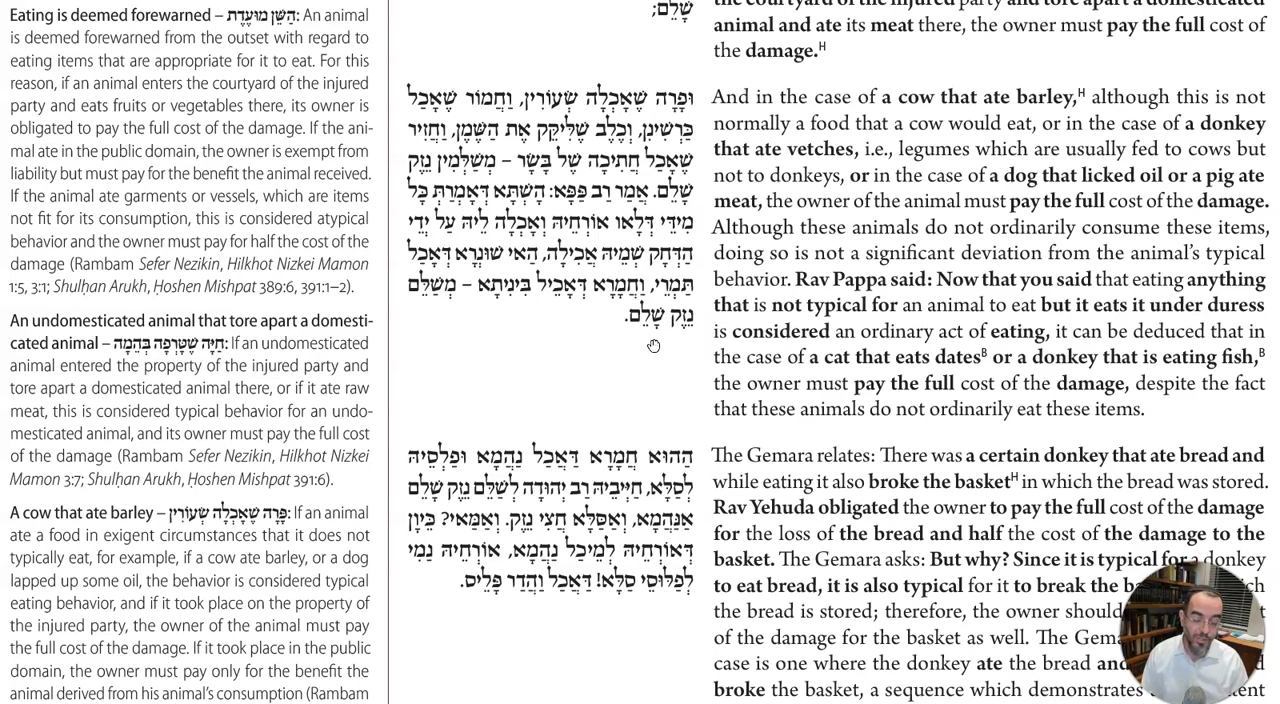 Eating is deemed forewarned – הַשֵּׁן מוּעֶדֶת: An animal
is deemed forewarned from the outset with regard to
eating items that are appropriate for it to eat. For this
reason, if an animal enters the courtyard of the injured
party and eats fruits or vegetables there, its owner is
obligated to pay the full cost of the damage. If the ani-
mal ate in the public domain, the owner is exempt from
liability but must pay for the benefit the animal received.
If the animal ate garments or vessels, which are items
not fit for its consumption, this is considered atypical
behavior and the owner must pay for half the cost of the
damage (Rambam Sefer Nezikin, Hilkhot Nizkei Mamon
1:5, 3:1; Shulḥan Arukh, Ḥoshen Mishpat 389:6, 391:1–2).
An undomesticated animal that tore apart a domesti-
cated animal – חַיָּה שֶׁטָּרְפָה בְּהֵמָה: If an undomesticated
animal entered the property of the injured party and
tore apart a domesticated animal there, or if it ate raw
meat, this is considered typical behavior for an undo-
mesticated animal, and its owner must pay the full cost
of the damage (Rambam Sefer Nezikin, Hilkhot Nizkei
Mamon 3:7; Shulḥan Arukh, Ḥoshen Mishpat 391:6).
A cow that ate barley – פָּרָה שֶׁאָכְלָה שְׂעוֹרִין: If an animal
ate a food in exigent circumstances that it does not
typically eat, for example, if a cow ate barley, or a dog
lapped up some oil, the behavior is considered typical
eating behavior, and if it took place on the property of
the injured party, the owner of the animal must pay
the full cost of the damage. If it took place in the public
domain, the owner must pay only for the benefit the
animal derived from his animal's consumption (Rambam
שָׁלֵם;
וּפָרָה שֶׁאָכְלָה שְׂעוֹרִין, וַחֲמוֹר שֶׁאָכַל
כַּרְשִׁינִין, וְכֶלֶב שֶׁלִּיקֵּק אֶת הַשֶּׁמֶן, וַחֲזִיר
שֶׁאָכַל חֲתִיכָה שֶׁל בָּשָׂר – מְשַׁלְּמִין נֶזֶק
שָׁלֵם. אֲמַר רַב פַּפָּא: הָשְׁתָּא דְּאָמְרַתְּ כׇּל
מִידֵּי דְּלָאו אוֹרְחֵיהּ וְאָכְלָה לֵיהּ עַל יְדֵי
הַדְּחָק שְׁמֵיהּ אֲכִילָה, הַאי שׁוּנָּרָא דְּאָכַל
תַּמְרֵי, וַחֲמָרָא דַּאֲכֵיל בִּינִיתָא – מְשַׁלֵּם
נֶזֶק שָׁלֵם.
הַהוּא חֲמָרָא דַּאֲכַל נַהֲמָא וּפַלְסֵיהּ
לְסַלָּא, חַיְּיבֵיהּ רַב יְהוּדָה לְשַׁלֵּם נֶזֶק שָׁלֵם
אַנַּהֲמָא, וְאַסַּלָּא חֲצִי נֶזֶק. וְאַמַּאי? כֵּיוָן
דְּאוֹרְחֵיהּ לְמֵיכַל נַהֲמָא, אוֹרְחֵיהּ נָמֵי
לְפַלּוֹסֵי סַלָּא! דַּאֲכַל וַהֲדַר פָּלֵיס.
the courtyard of the injured party and tore apart a domesticated
animal and ate its meat there, the owner must pay the full cost of
the damage.H
And in the case of a cow that ate barley,H although this is not
normally a food that a cow would eat, or in the case of a donkey
that ate vetches, i.e., legumes which are usually fed to cows but
not to donkeys, or in the case of a dog that licked oil or a pig ate
meat, the owner of the animal must pay the full cost of the damage.
Although these animals do not ordinarily consume these items,
doing so is not a significant deviation from the animal's typical
behavior. Rav Pappa said: Now that you said that eating anything
that is not typical for an animal to eat but it eats it under duress
is considered an ordinary act of eating, it can be deduced that in
the case of a cat that eats datesB or a donkey that is eating fish,B
the owner must pay the full cost of the damage, despite the fact
that these animals do not ordinarily eat these items.
The Gemara relates: There was a certain donkey that ate bread and
while eating it also broke the basketH in which the bread was stored.
Rav Yehuda obligated the owner to pay the full cost of the damage
for the loss of the bread and half the cost of the damage to the
basket. The Gemara asks: But why? Since it is typical for a donkey
to eat bread, it is also typical for it to break the
the bread is stored; therefore, the owner should
of the damage for the basket as well. The
case is one where the donkey ate the bread
broke the basket, a sequence which demonstrates